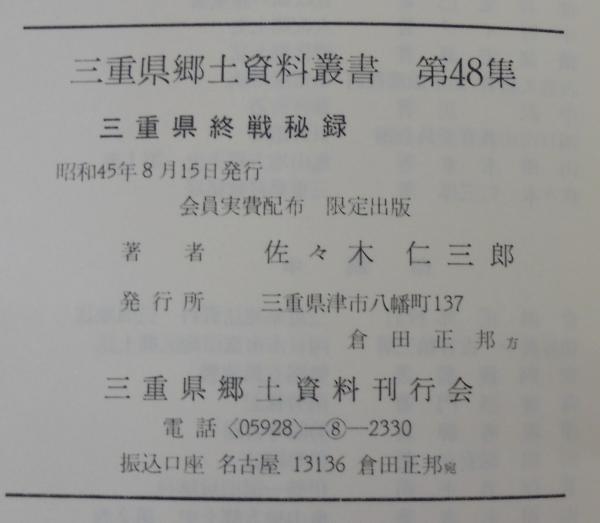 三重県郷土資料叢書 第48集
三重県終戦秘録
昭和45年8月15日発行
会員実費配布 限定出版
著者 佐々木仁三郎
発行所 三重県津市八幡町137
倉田正邦方
三重県郷土資料刊行会
電話〈05928〉―⑧―2330
振込口座 名古屋 13136 倉田正邦宛